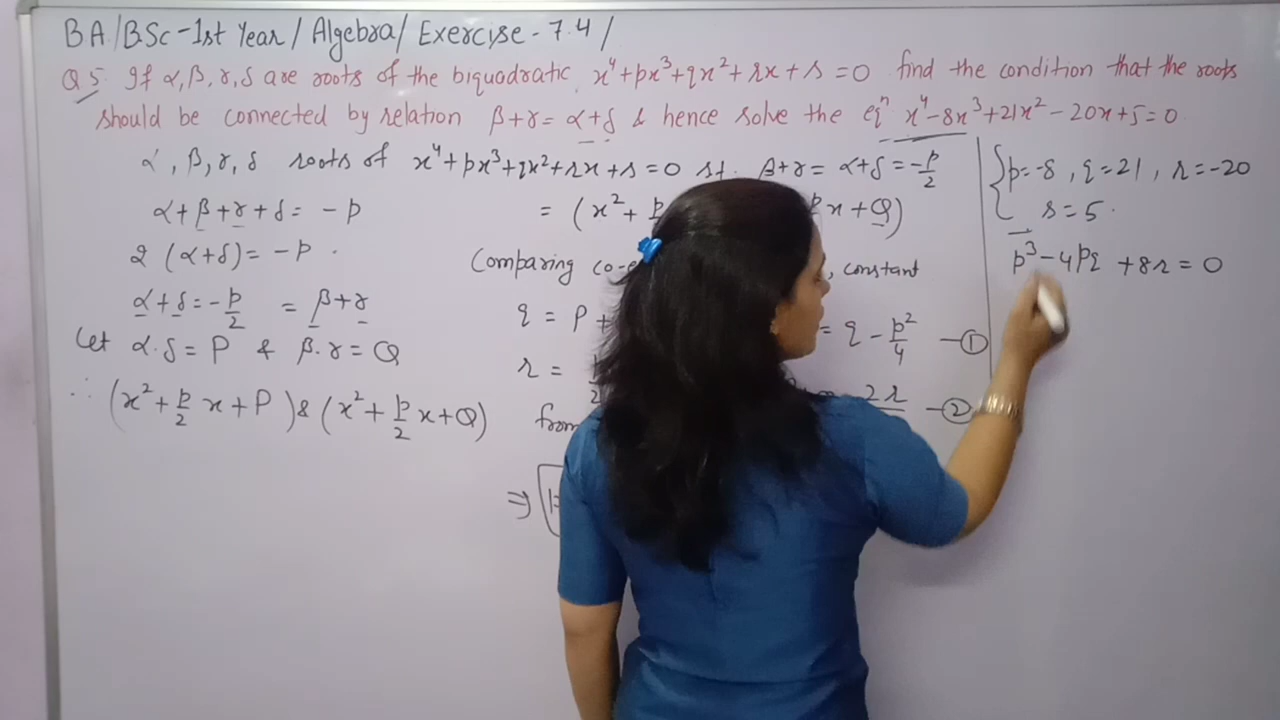 BA/BSc-1st Year/Algebra/Exercise-7.4/
Q5. If α,β,γ,δ are roots of the biquadratic x⁴+px³+qx²+rx+s=0 find the condition that the roots
should be connected by relation β+γ=α+δ & hence solve the eqⁿ x⁴-8x³+21x²-20x+5=0
α,β,γ,δ roots of x⁴+px³+qx²+rx+s=0 s.t. β+γ=α+δ=-p/2
α+β+γ+δ=-p
2(α+δ)=-p.
α+δ=-p/2 =β+γ
Let α.δ=P & β.γ=Q
∴ (x²+p/2 x+P)&(x²+p/2 x+Q)
=(x²+p x+Q)
Comparing , constant
q=P+ =q-p²/4 -①
r= 2r -②
from
⇒
{p=-8, q=21, r=-20
s=5.
p³-4pq+8r=0